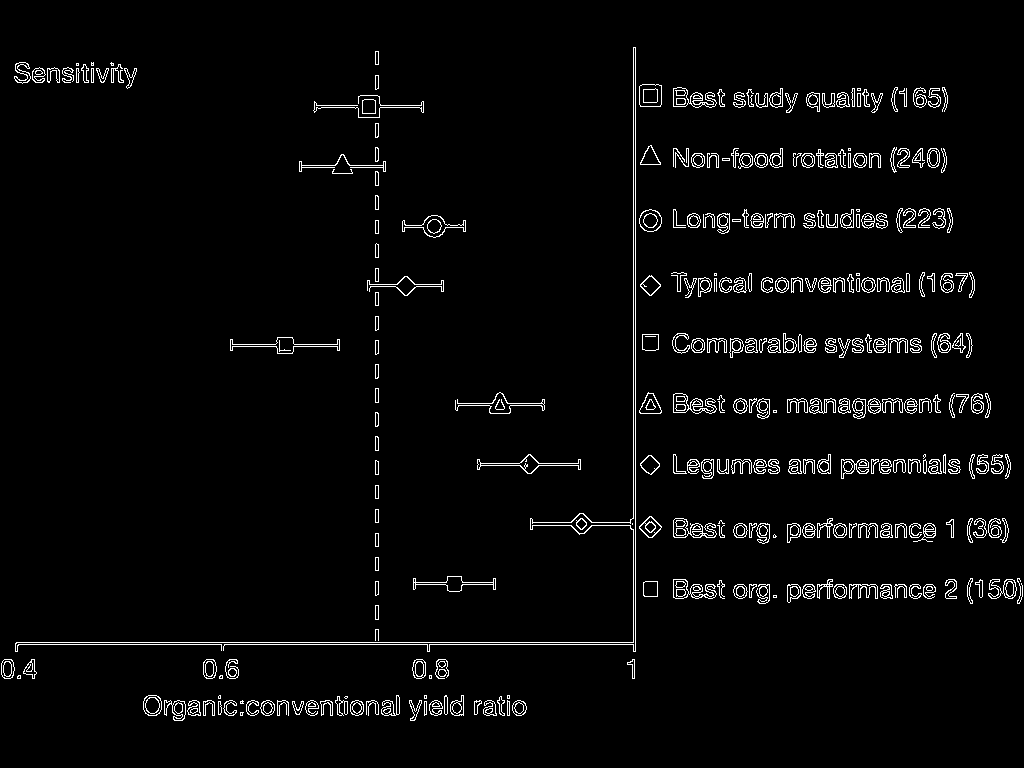 Sensitivity
Best study quality (165)
Non-food rotation (240)
Long-term studies (223)
Typical conventional (167)
Comparable systems (64)
Best org. management (76)
Legumes and perennials (55)
Best org. performance 1 (36)
Best org. performance 2 (150)
0.4 0.6 0.8 1
Organic:conventional yield ratio